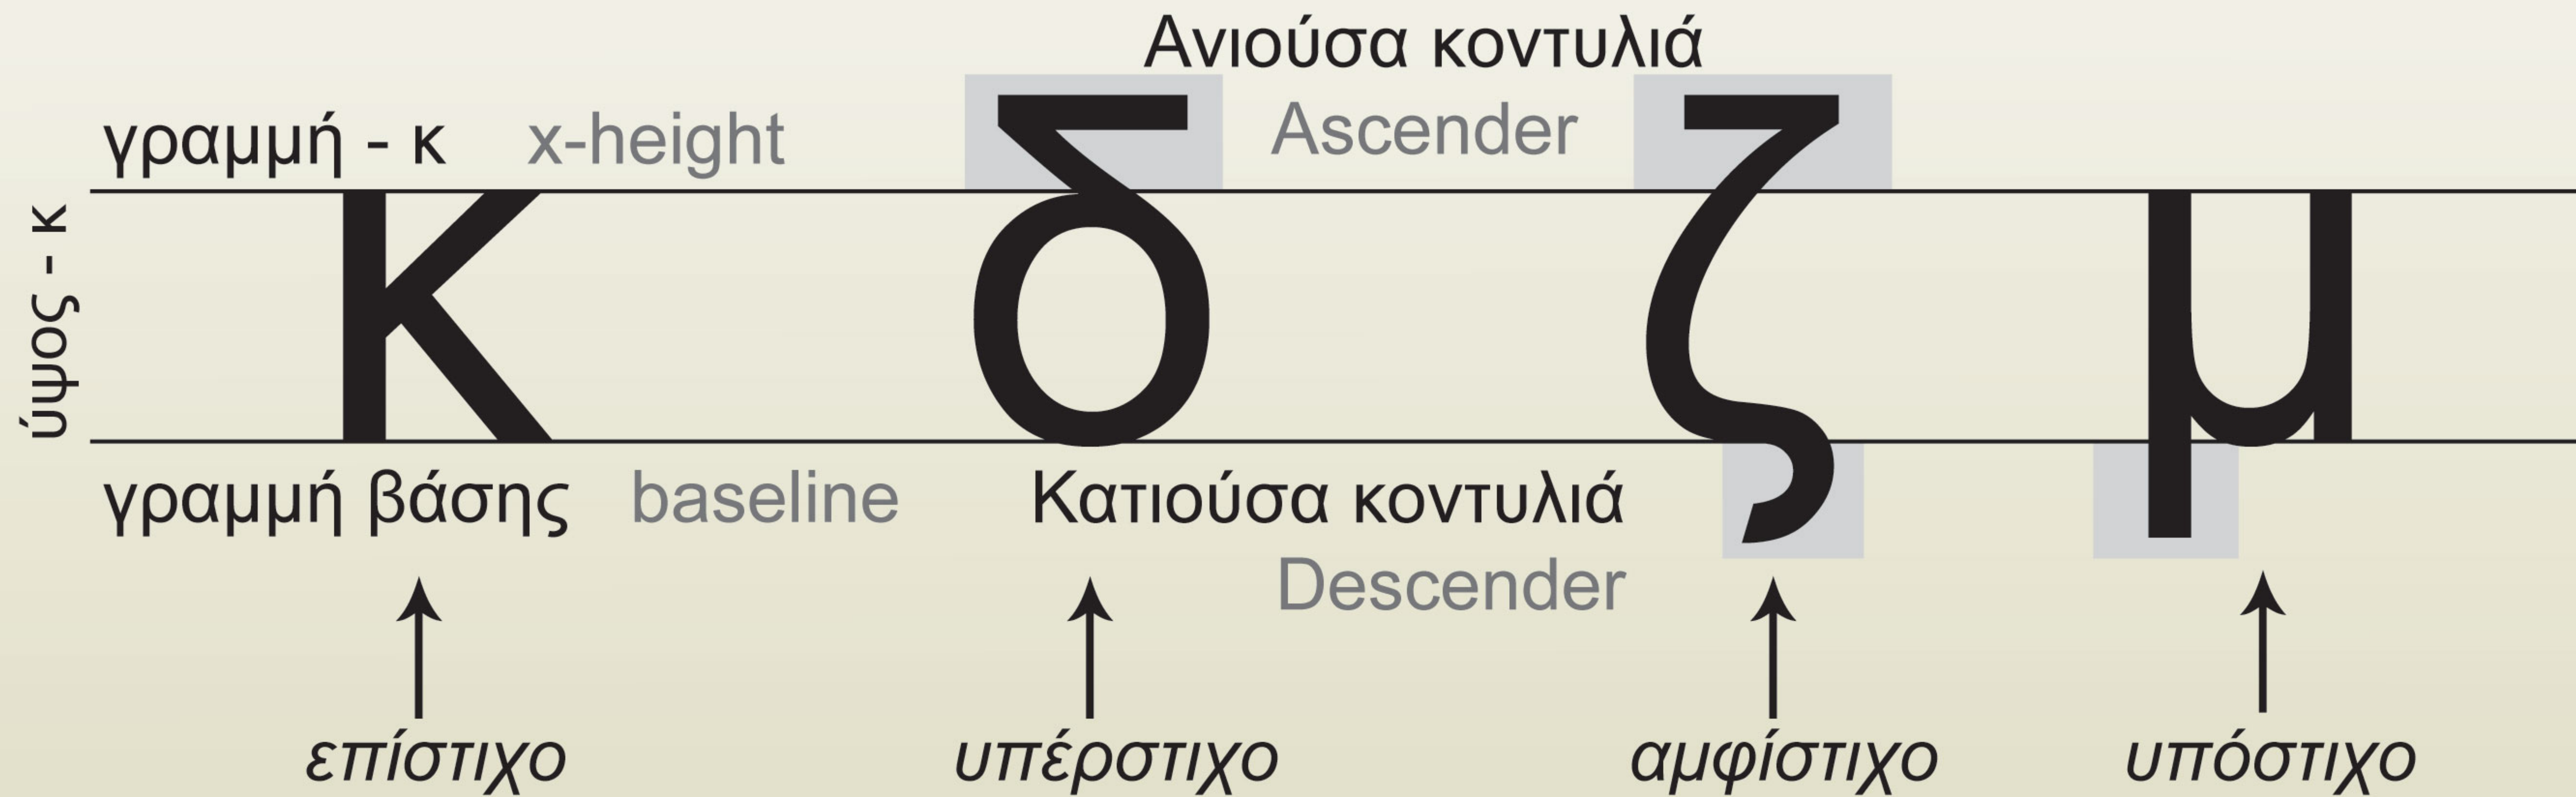 Ανιούσα κοντυλιά
Ascender
γραμμή - κ x-height
ύψος - κ
κ δ ζ μ
γραμμή βάσης baseline
Κατιούσα κοντυλιά
Descender
επίστιχο υπέρστιχο αμφίστιχο υπόστιχο